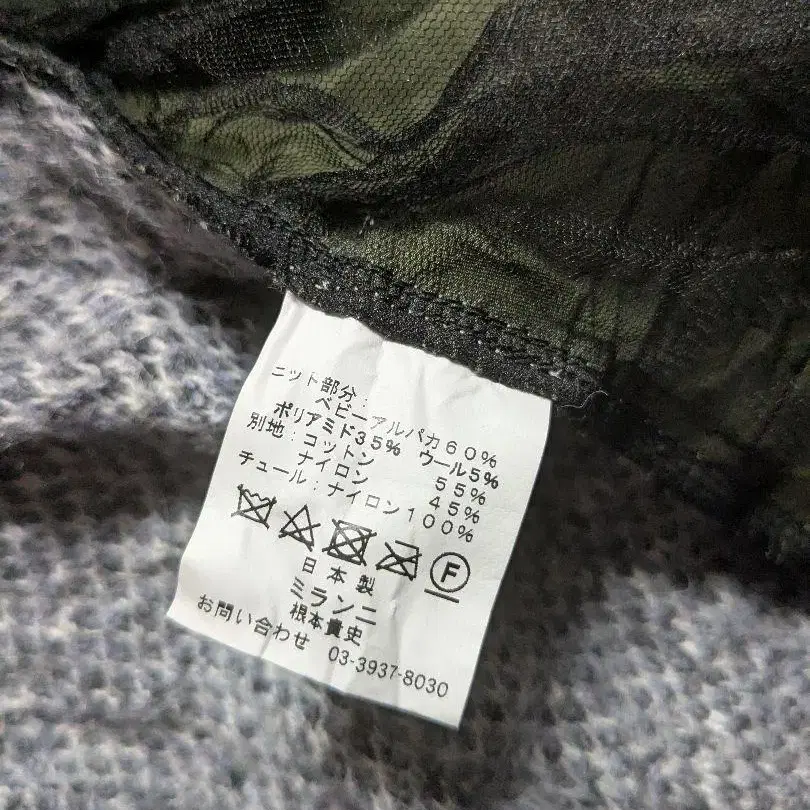 ニット部分：
ベビーアルパカ６０％
ポリアミド３５％　ウール５％
別地：コットン　５５％
ナイロン　４５％
チュール：ナイロン１００％
F
日本製
ミランニ
根本貴史
お問い合わせ　03-3937-8030